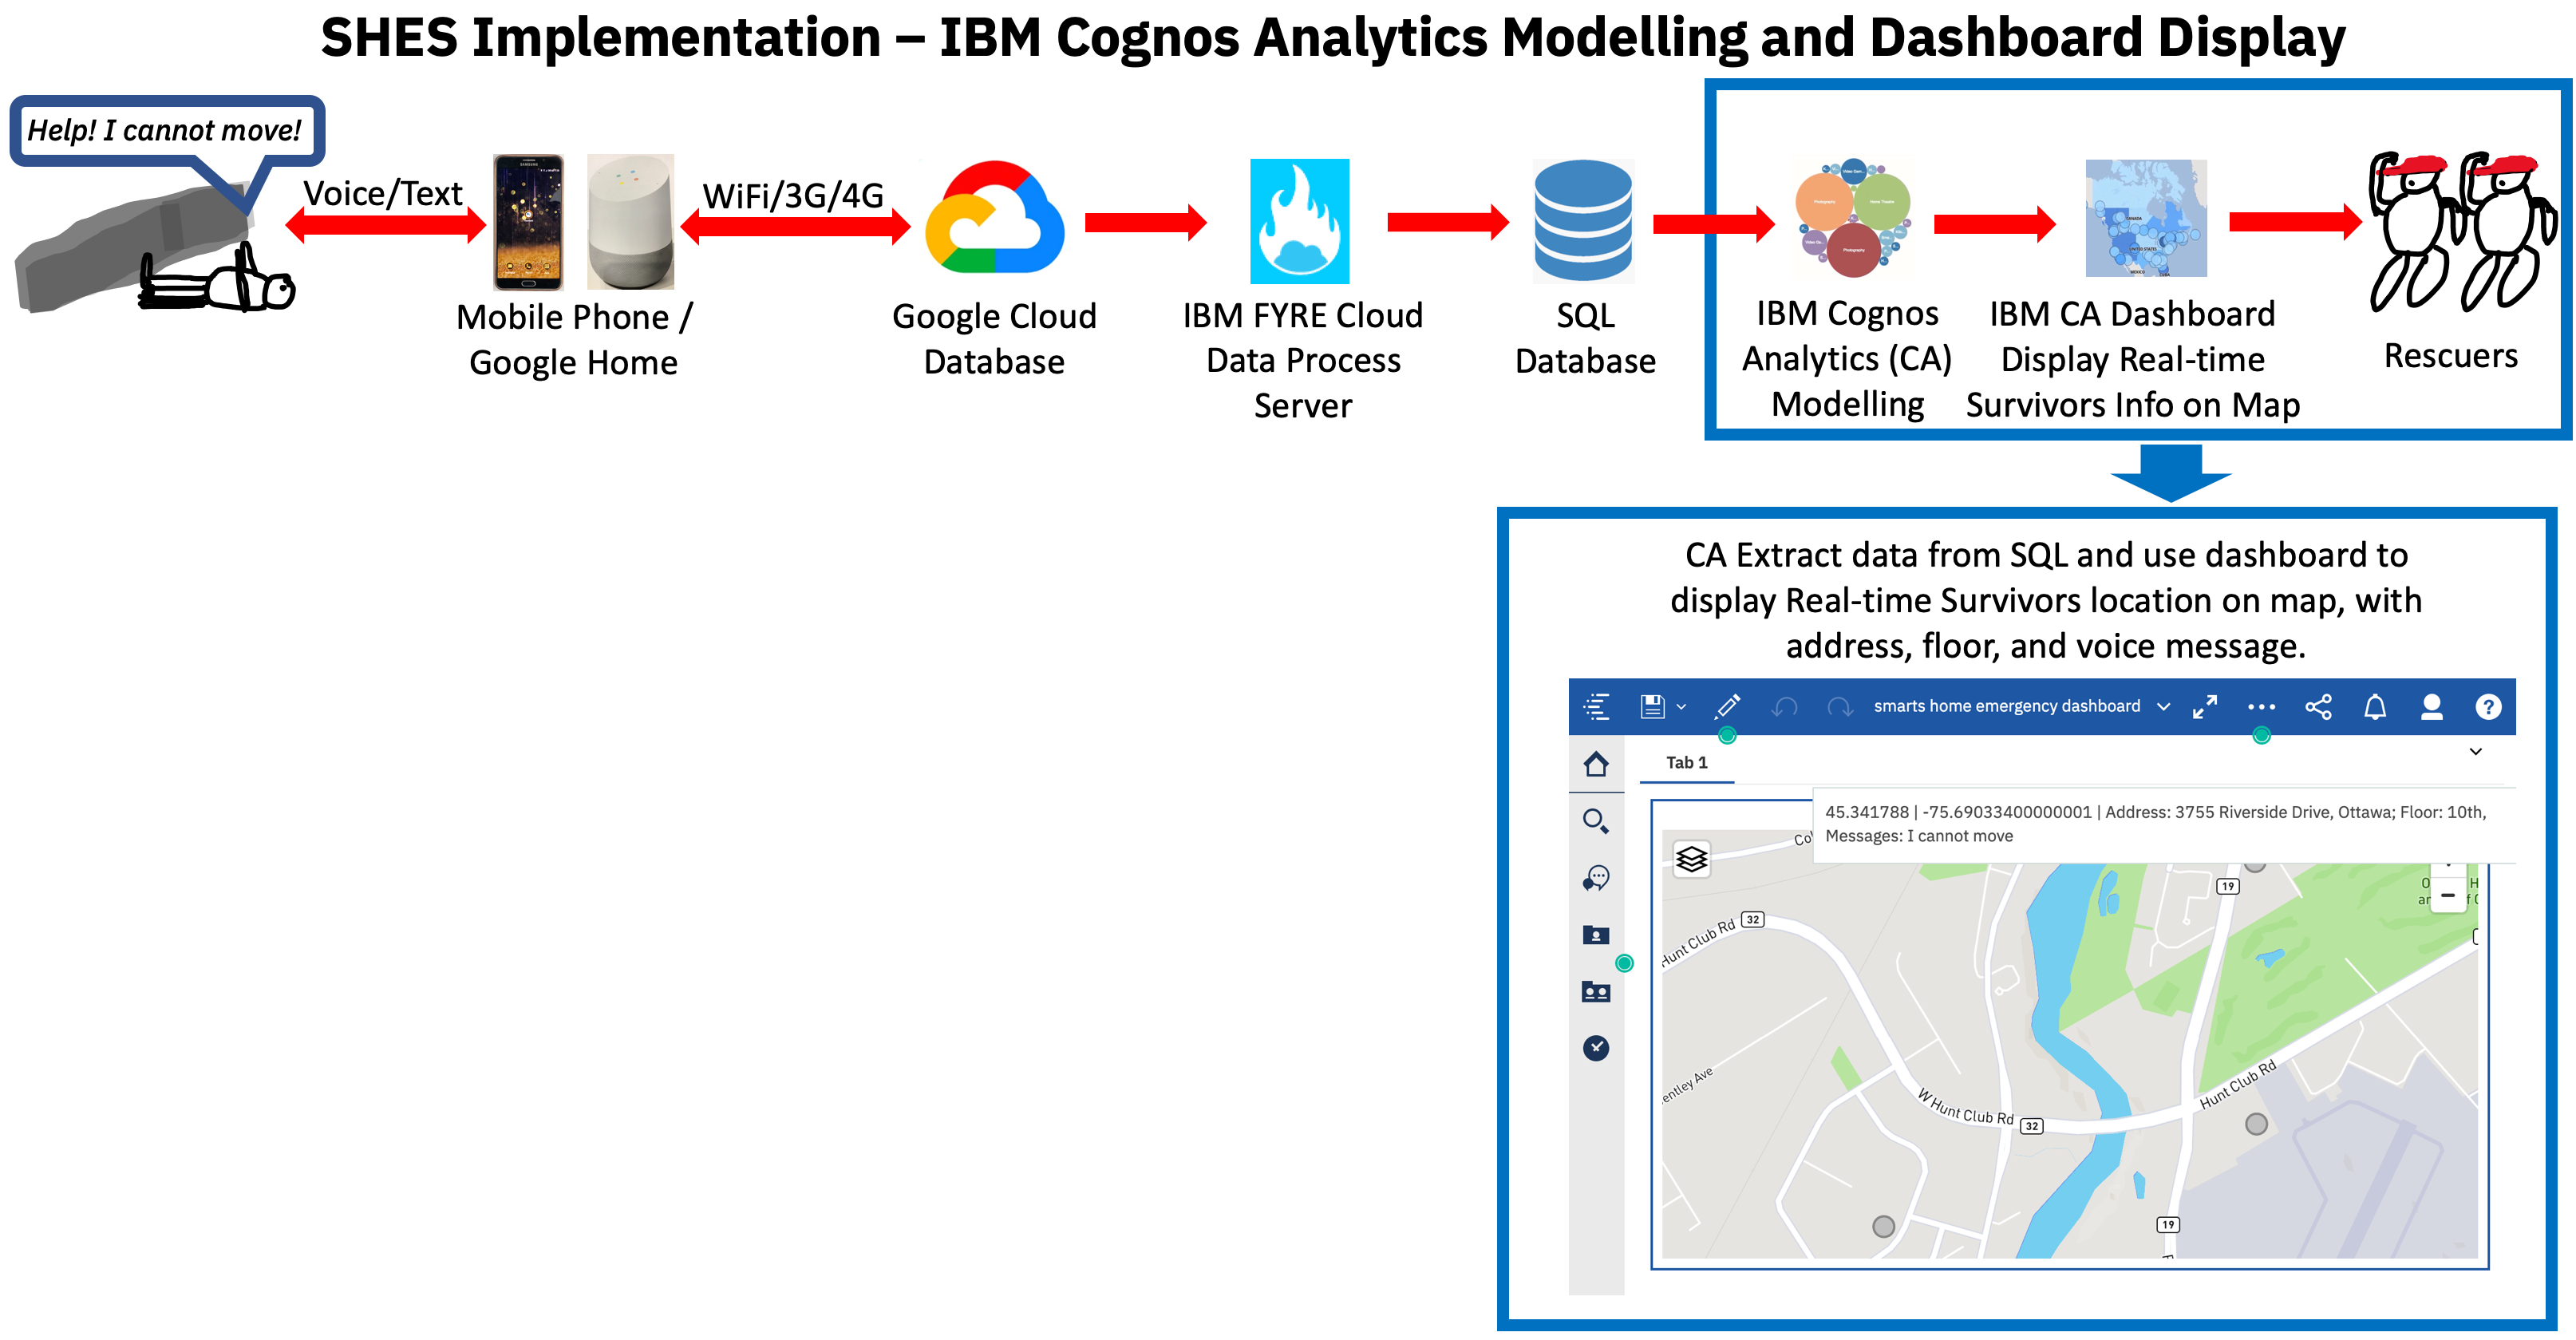 SHES Implementation – IBM Cognos Analytics Modelling and Dashboard Display
Help! I cannot move!
Voice/Text
WiFi/3G/4G
Mobile Phone /
Google Home
Google Cloud
Database
IBM FYRE Cloud
Data Process
Server
SQL
Database
IBM Cognos
Analytics (CA)
Modelling
IBM CA Dashboard
Display Real-time
Survivors Info on Map
Rescuers
CA Extract data from SQL and use dashboard to
display Real-time Survivors location on map, with
address, floor, and voice message.
smarts home emergency dashboard
Tab 1
45.341788 | -75.69033400000001 | Address: 3755 Riverside Drive, Ottawa; Floor: 10th,
Messages: I cannot move
19
Hunt Club Rd 32
entley Ave
W Hunt Club Rd 32
Hunt Club Rd
19